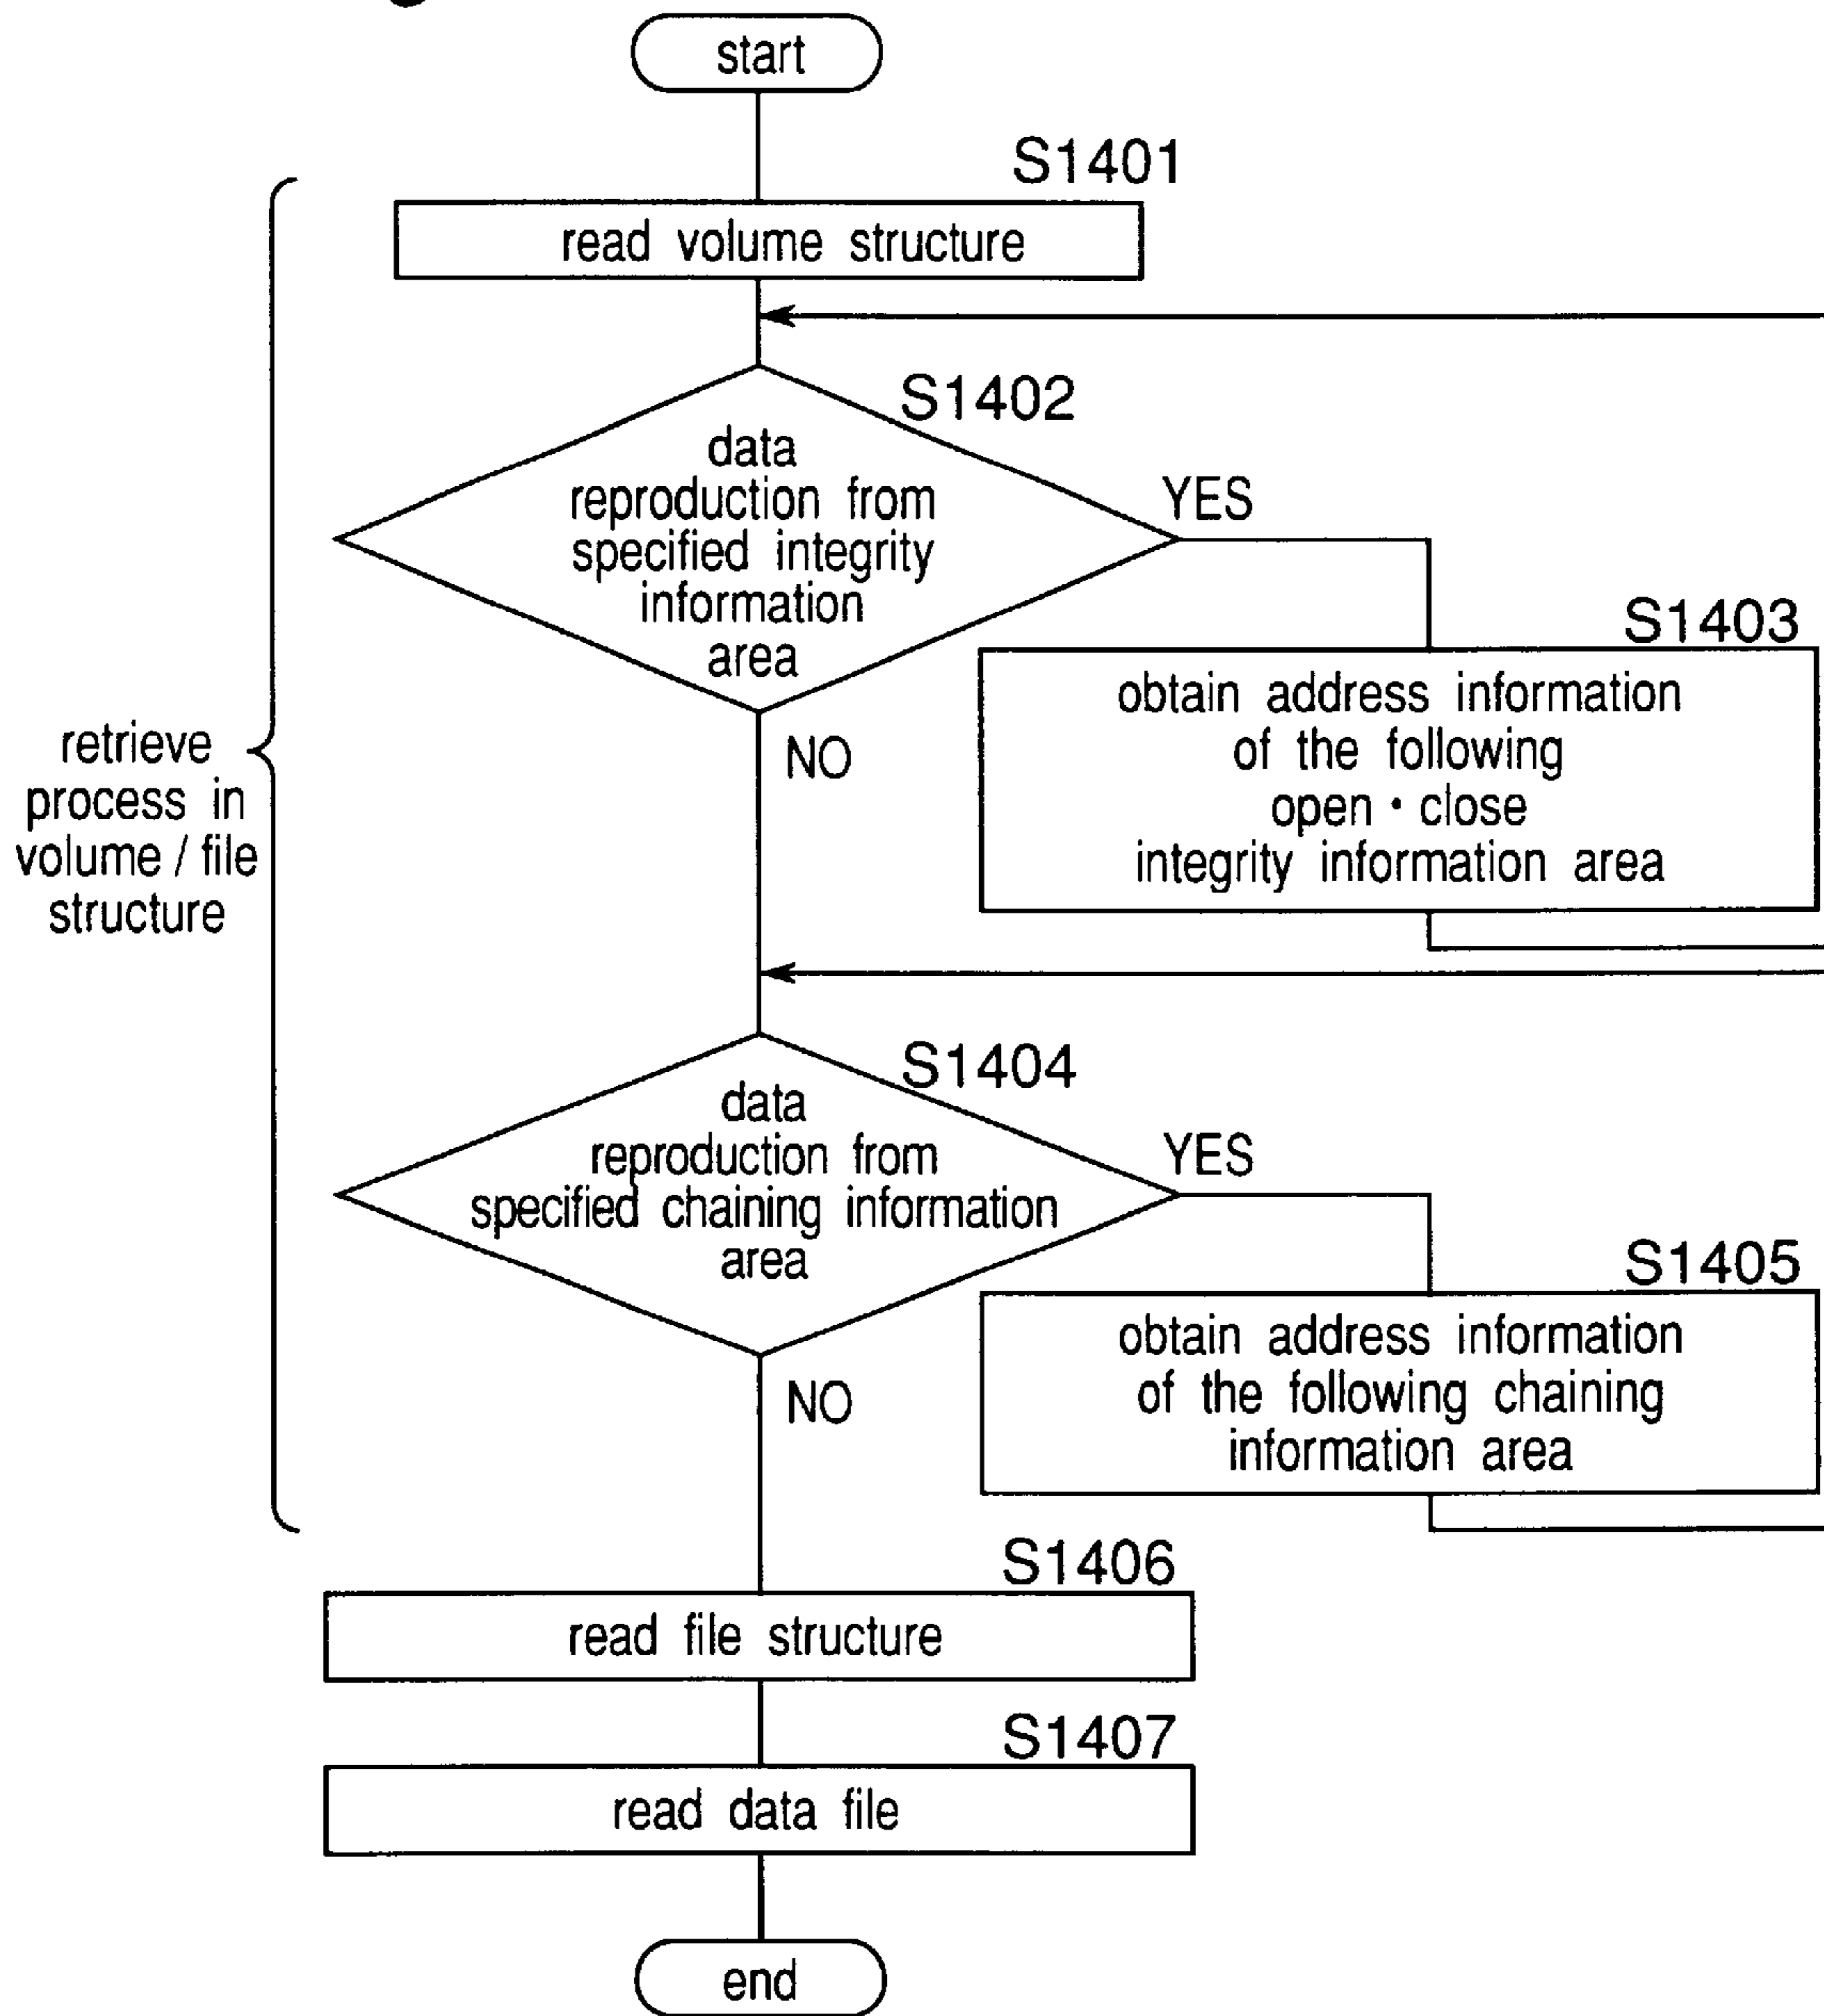 start
S1401
read volume structure
S1402
data
reproduction from
specified integrity
information
area
YES
NO
S1403
obtain address information
of the following
open・close
integrity information area
retrieve
process in
volume / file
structure
S1404
data
reproduction from
specified chaining information
area
YES
NO
S1405
obtain address information
of the following chaining
information area
S1406
read file structure
S1407
read data file
end